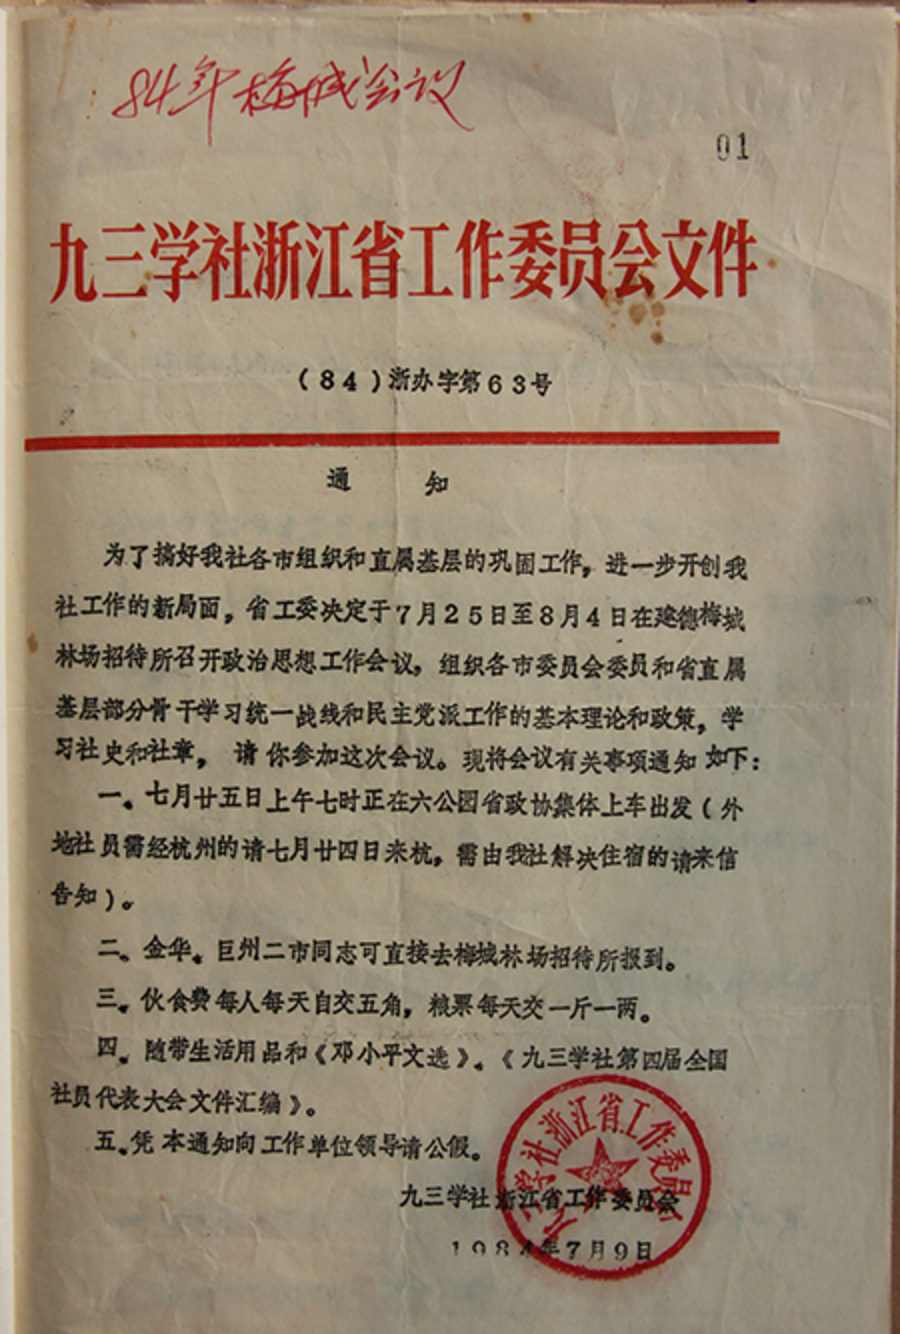 84年梅城会议
01
九三学社浙江省工作委员会文件
(84)浙办字第63号
通知
为了搞好我社各市组织和直属基层的巩固工作，进一步开创我
社工作的新局面，省工委决定于7月25日至8月4日在建德梅城
林场招待所召开政治思想工作会议，组织各市委员会委员和省直属
基层部分骨干学习统一战线和民主党派工作的基本理论和政策，学
习社史和社章，请你参加这次会议。现将会议有关事项通知如下：
一、七月廿五日上午七时正在六公园省政协集体上车出发(外
地社员需经杭州的请七月廿四日来杭，需由我社解决住宿的请来信
告知)。
二、金华、巨州二市同志可直接去梅城林场招待所报到。
三、伙食费每人每天自交五角，粮票每天交一斤一两。
四、随带生活用品和《邓小平文选》、《九三学社第四届全国
社员代表大会文件汇编》。
五、凭本通知向工作单位领导请公假。
九三学社浙江省工作委员会
1984年7月9日
九三学社浙江省工作委员会